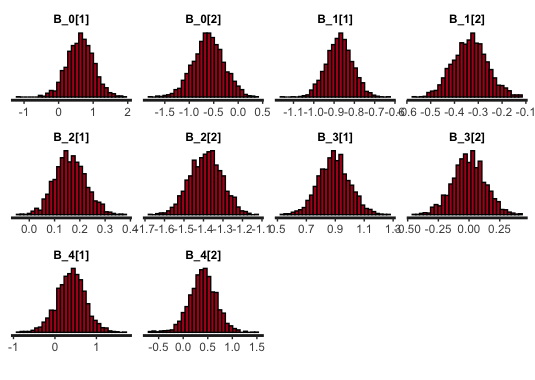 B_0[1] B_0[2] B_1[1] B_1[2]
-1 0 1 2 -1.5 -1.0 -0.5 0.0 0.5 -1.1 -1.0 -0.9 -0.8 -0.7 -0.6 -0.6 -0.5 -0.4 -0.3 -0.2 -0.1
B_2[1] B_2[2] B_3[1] B_3[2]
0.0 0.1 0.2 0.3 0.4 -1.7 -1.6 -1.5 -1.4 -1.3 -1.2 -1.1 0.5 0.7 0.9 1.1 1.3 -0.50 -0.25 0.00 0.25
B_4[1] B_4[2]
-1 0 1 -0.5 0.0 0.5 1.0 1.5